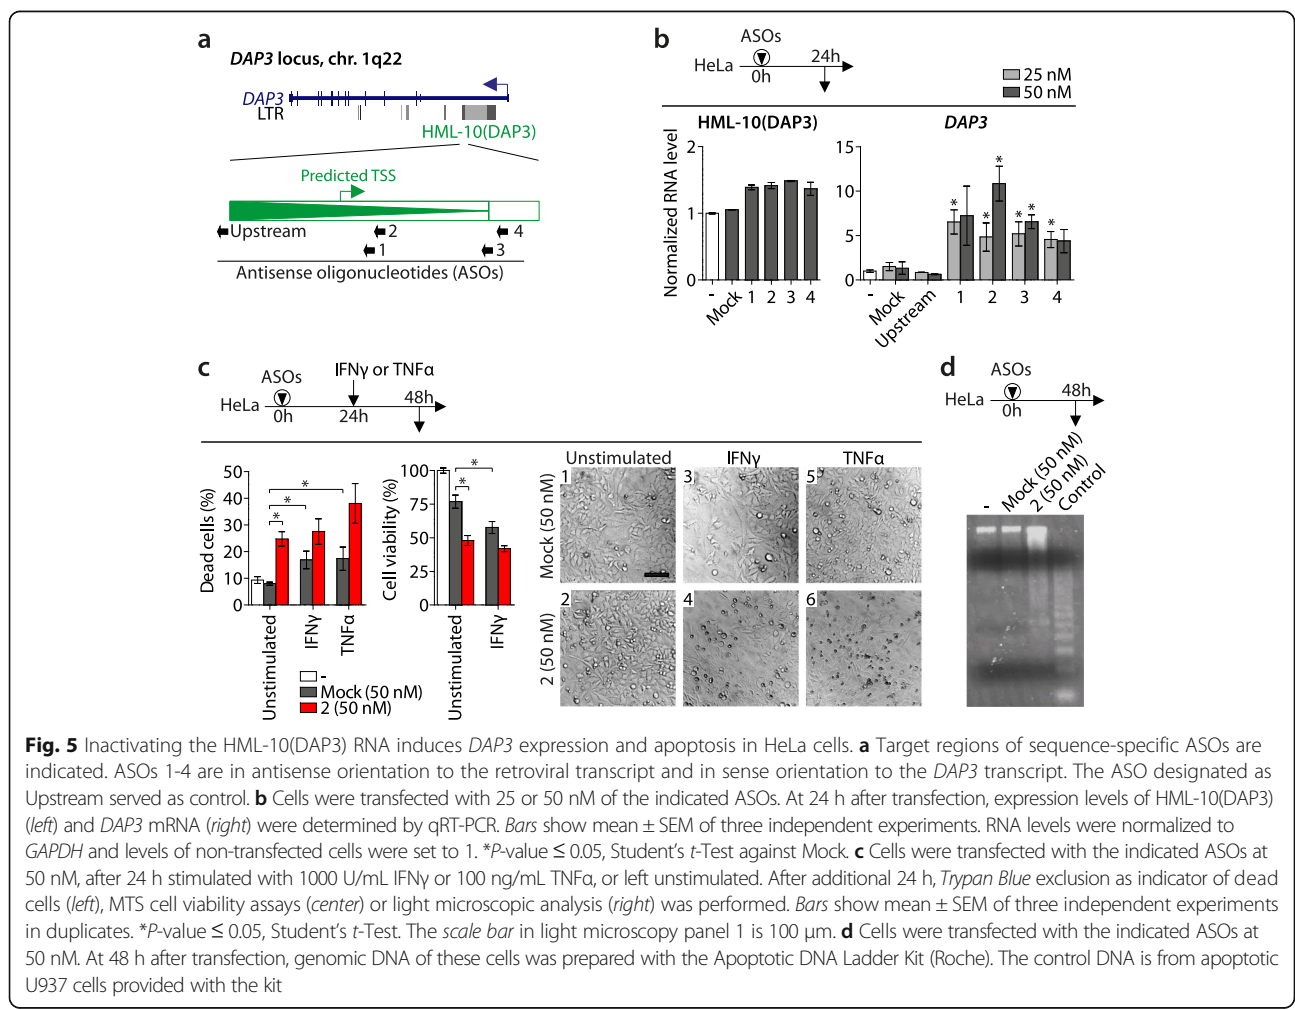 a
DAP3 locus, chr. 1q22
DAP3
LTR
HML-10(DAP3)
Predicted TSS
Upstream
2
4
1
3
Antisense oligonucleotides (ASOs)
b
ASOs
24h
HeLa
0h
25 nM
50 nM
HML-10(DAP3)
DAP3
Normalized RNA level
2
1
0
-
Mock
1
2
3
4
15
10
5
0
* * * * * *
-
Mock
Upstream
1
2
3
4
c
IFNγ or TNFα
ASOs
48h
HeLa
0h
24h
Dead cells (%)
50
40
30
20
10
0
*
*
*
Unstimulated
IFNγ
TNFα
Cell viability (%)
100
75
50
25
0
*
*
Unstimulated
IFNγ
-
Mock (50 nM)
2 (50 nM)
Unstimulated
IFNγ
TNFα
Mock (50 nM)
1
3
5
2 (50 nM)
2
4
6
d
ASOs
48h
HeLa
0h
-
Mock (50 nM)
2 (50 nM)
Control
Fig. 5 Inactivating the HML-10(DAP3) RNA induces DAP3 expression and apoptosis in HeLa cells. a Target regions of sequence-specific ASOs are
indicated. ASOs 1-4 are in antisense orientation to the retroviral transcript and in sense orientation to the DAP3 transcript. The ASO designated as
Upstream served as control. b Cells were transfected with 25 or 50 nM of the indicated ASOs. At 24 h after transfection, expression levels of HML-10(DAP3)
(left) and DAP3 mRNA (right) were determined by qRT-PCR. Bars show mean ± SEM of three independent experiments. RNA levels were normalized to
GAPDH and levels of non-transfected cells were set to 1. *P-value ≤ 0.05, Student’s t-Test against Mock. c Cells were transfected with the indicated ASOs at
50 nM, after 24 h stimulated with 1000 U/mL IFNγ or 100 ng/mL TNFα, or left unstimulated. After additional 24 h, Trypan Blue exclusion as indicator of dead
cells (left), MTS cell viability assays (center) or light microscopic analysis (right) was performed. Bars show mean ± SEM of three independent experiments
in duplicates. *P-value ≤ 0.05, Student’s t-Test. The scale bar in light microscopy panel 1 is 100 μm. d Cells were transfected with the indicated ASOs at
50 nM. At 48 h after transfection, genomic DNA of these cells was prepared with the Apoptotic DNA Ladder Kit (Roche). The control DNA is from apoptotic
U937 cells provided with the kit